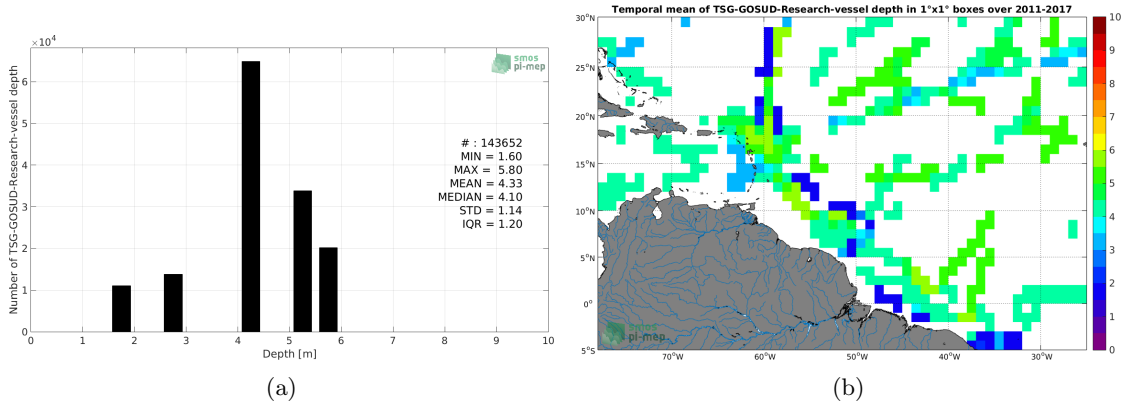 ×10⁴
6
5
4
3
2
1
0
Number of TSG-GOSUD-Research-vessel depth
smos
pi-mep
# : 143652
MIN = 1.60
MAX = 5.80
MEAN = 4.33
MEDIAN = 4.10
STD = 1.14
IQR = 1.20
0 1 2 3 4 5 6 7 8 9 10
Depth [m]
(a)
Temporal mean of TSG-GOSUD-Research-vessel depth in 1°x1° boxes over 2011-2017
25°N
20°N
15°N
10°N
5°N
0°
5°S
70°W 60°W 50°W 40°W 30°W
smos
pi-mep
10
9
8
7
6
5
4
3
2
1
0
(b)